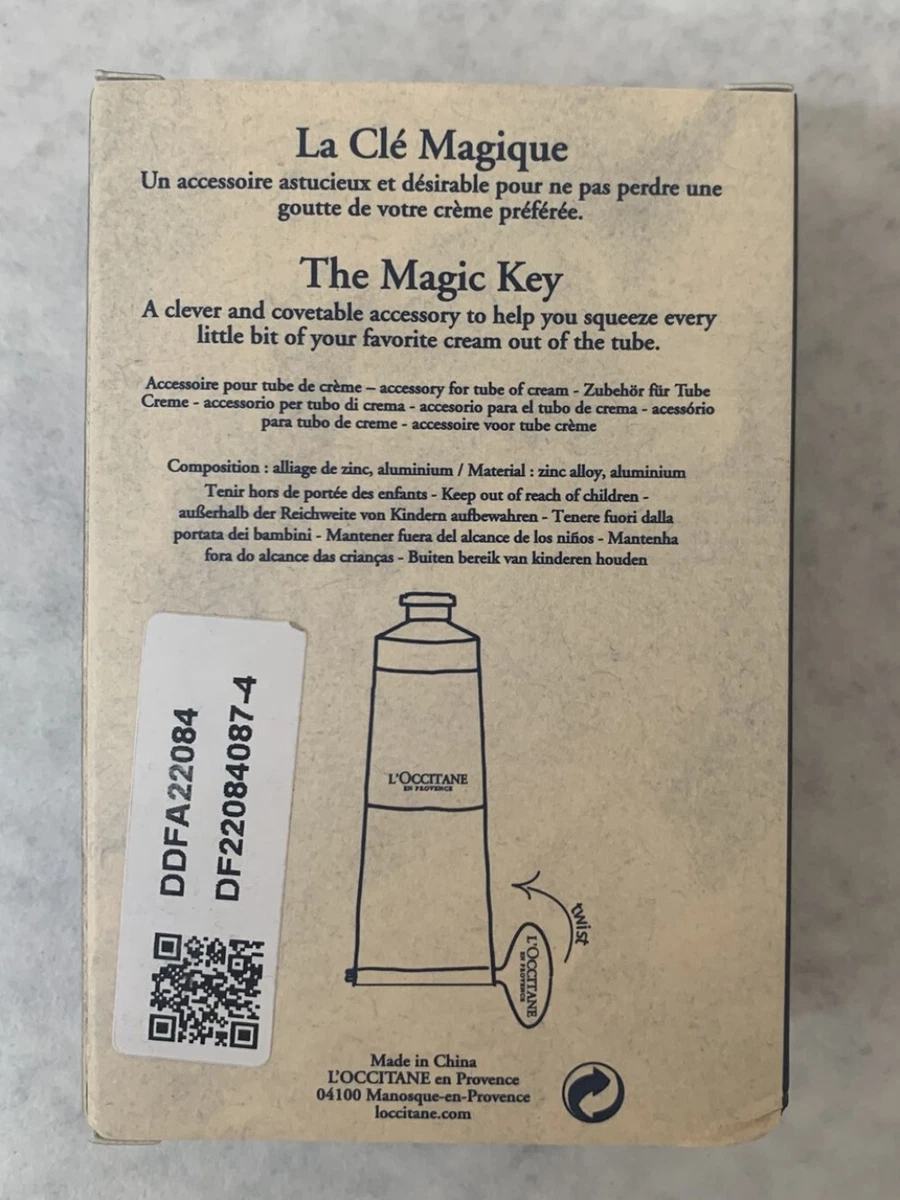 La Clé Magique
Un accessoire astucieux et désirable pour ne pas perdre une
goutte de votre crème préférée.
The Magic Key
A clever and covetable accessory to help you squeeze every
little bit of your favorite cream out of the tube.
Accessoire pour tube de crème – accessory for tube of cream - Zubehör für Tube
Creme - accessorio per tubo di crema - accesorio para el tubo de crema - acessório
para tubo de creme - accessoire voor tube crème
Composition : alliage de zinc, aluminium / Material : zinc alloy, aluminium
Tenir hors de portée des enfants - Keep out of reach of children -
außerhalb der Reichweite von Kindern aufbewahren - Tenere fuori dalla
portata dei bambini - Mantener fuera del alcance de los niños - Mantenha
fora do alcance das crianças - Buiten bereik van kinderen houden
DDFA22084
DF22084087-4
L'OCCITANE
EN PROVENCE
twist
L'OCCITANE
EN PROVENCE
Made in China
L'OCCITANE en Provence
04100 Manosque-en-Provence
loccitane.com